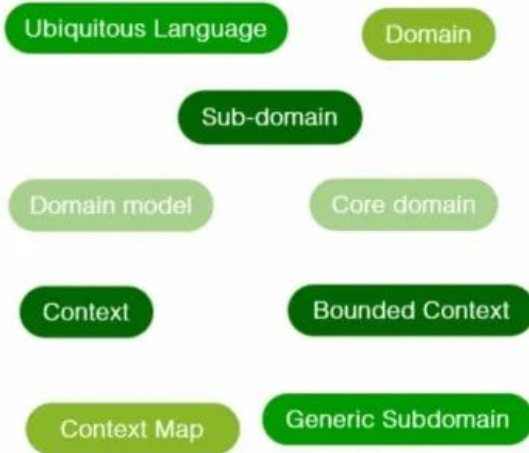 Ubiquitous Language
Domain
Sub-domain
Domain model
Core domain
Context
Bounded Context
Context Map
Generic Subdomain